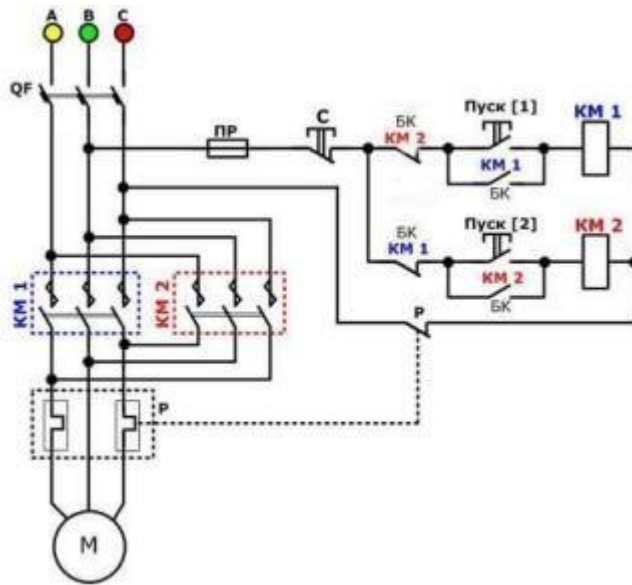 A B C
QF
ПР
С
БК
КМ 2
Пуск [1]
КМ 1
БК
КМ 1
БК
КМ 1
Пуск [2]
КМ 2
БК
КМ 2
КМ 1
КМ 2
Р
Р
М